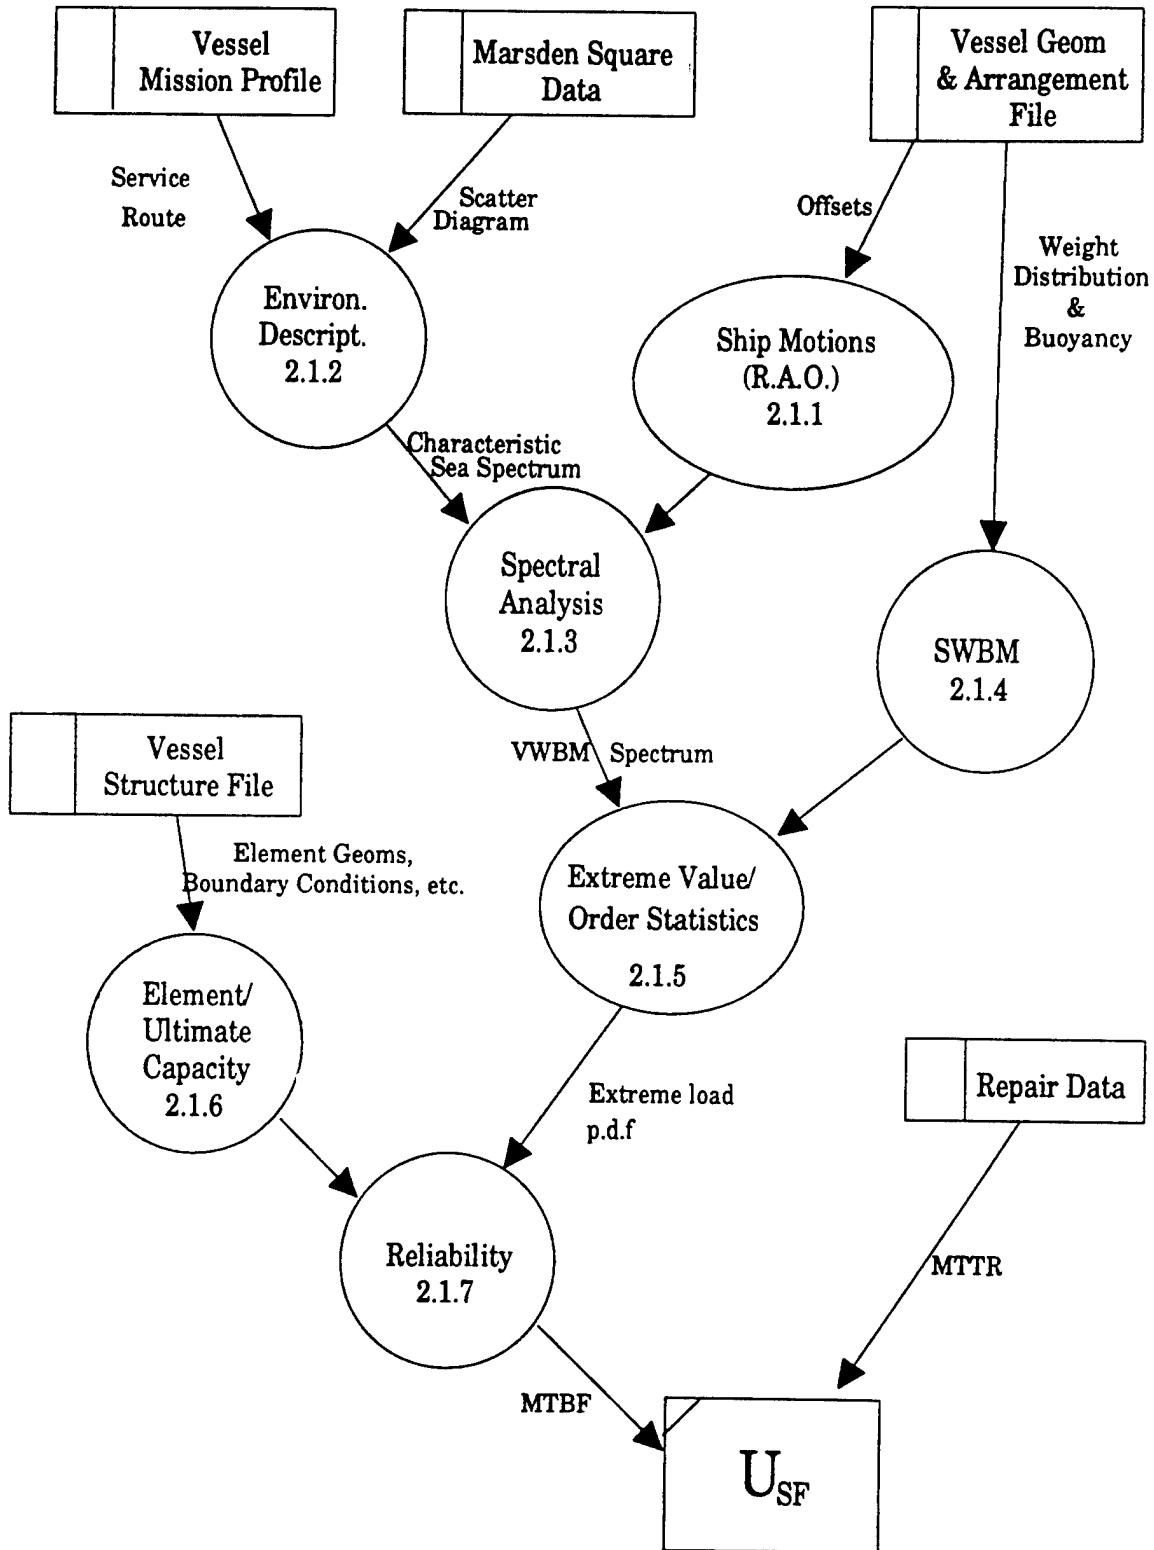 Vessel
Mission Profile
Marsden Square
Data
Vessel Geom
& Arrangement
File
Service
Route
Scatter
Diagram
Offsets
Weight
Distribution
&
Buoyancy
Environ.
Descript.
2.1.2
Ship Motions
(R.A.O.)
2.1.1
Characteristic
Sea Spectrum
Spectral
Analysis
2.1.3
SWBM
2.1.4
Vessel
Structure File
VWBM Spectrum
Element Geoms,
Boundary Conditions, etc.
Extreme Value/
Order Statistics
2.1.5
Element/
Ultimate
Capacity
2.1.6
Repair Data
Extreme load
p.d.f
Reliability
2.1.7
MTTR
MTBF
USF